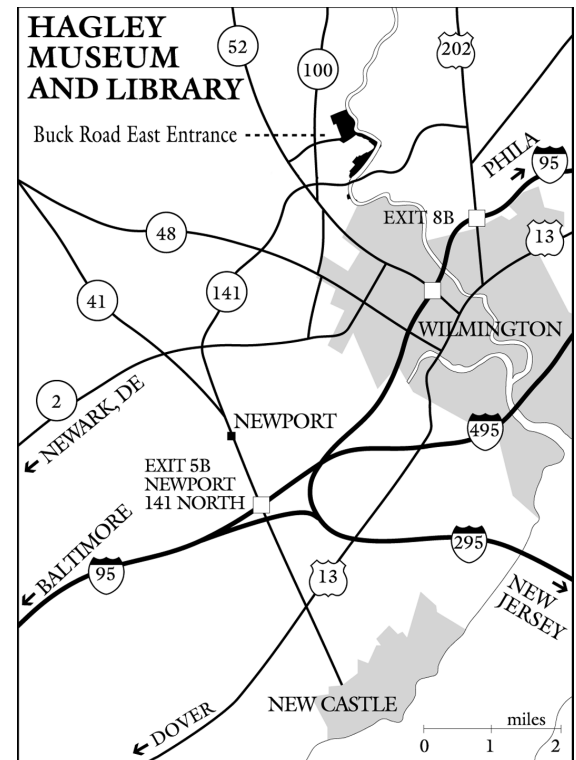 HAGLEY
MUSEUM
AND LIBRARY
52
100
202
Buck Road East Entrance
PHILA
95
EXIT 8B
13
48
41
141
WILMINGTON
2
NEWARK, DE
NEWPORT
495
EXIT 5B
NEWPORT
141 NORTH
BALTIMORE
95
295
13
NEW
JERSEY
NEW CASTLE
DOVER
miles
0 1 2